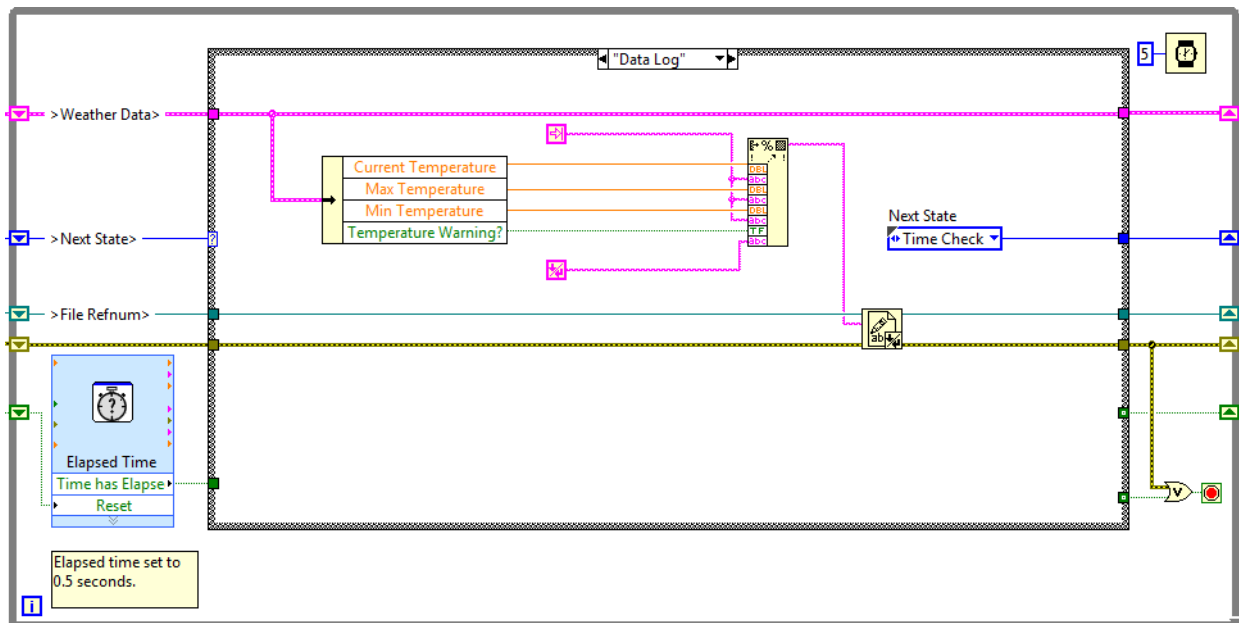 "Data Log"
5
>Weather Data>
Current Temperature
Max Temperature
Min Temperature
Temperature Warning?
%
! !
DBL
abc
DBL
abc
DBL
abc
TF
abc
>Next State>
?
Next State
Time Check
>File Refnum>
ab
?
Elapsed Time
Time has Elapse
Reset
V
Elapsed time set to
0.5 seconds.
i